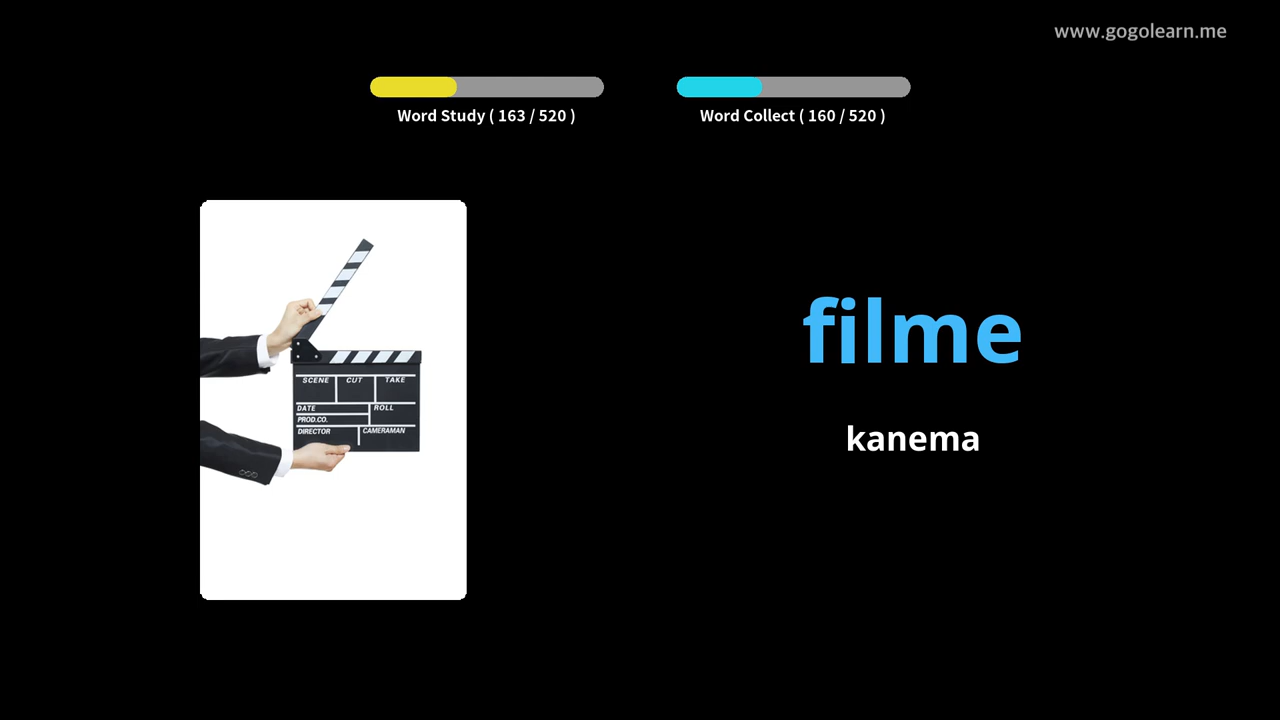 www.gogolearn.me
Word Study ( 163 / 520 )
Word Collect ( 160 / 520 )
SCENE CUT TAKE
DATE ROLL
PROD.CO.
DIRECTOR CAMERAMAN
filme
kanema